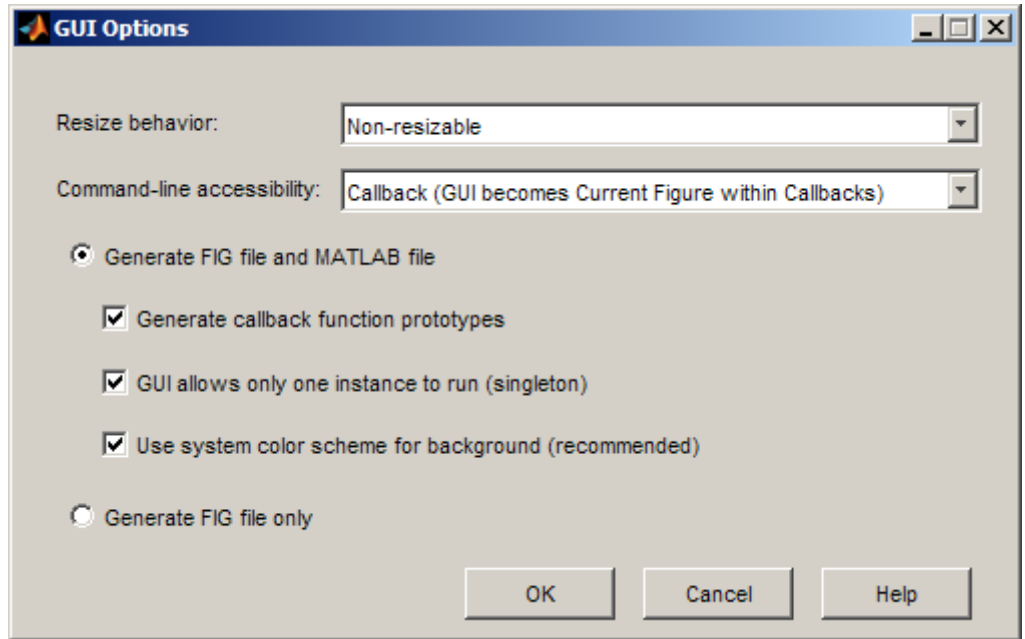 GUI Options
Resize behavior: Non-resizable
Command-line accessibility: Callback (GUI becomes Current Figure within Callbacks)
Generate FIG file and MATLAB file
Generate callback function prototypes
GUI allows only one instance to run (singleton)
Use system color scheme for background (recommended)
Generate FIG file only
OK Cancel Help